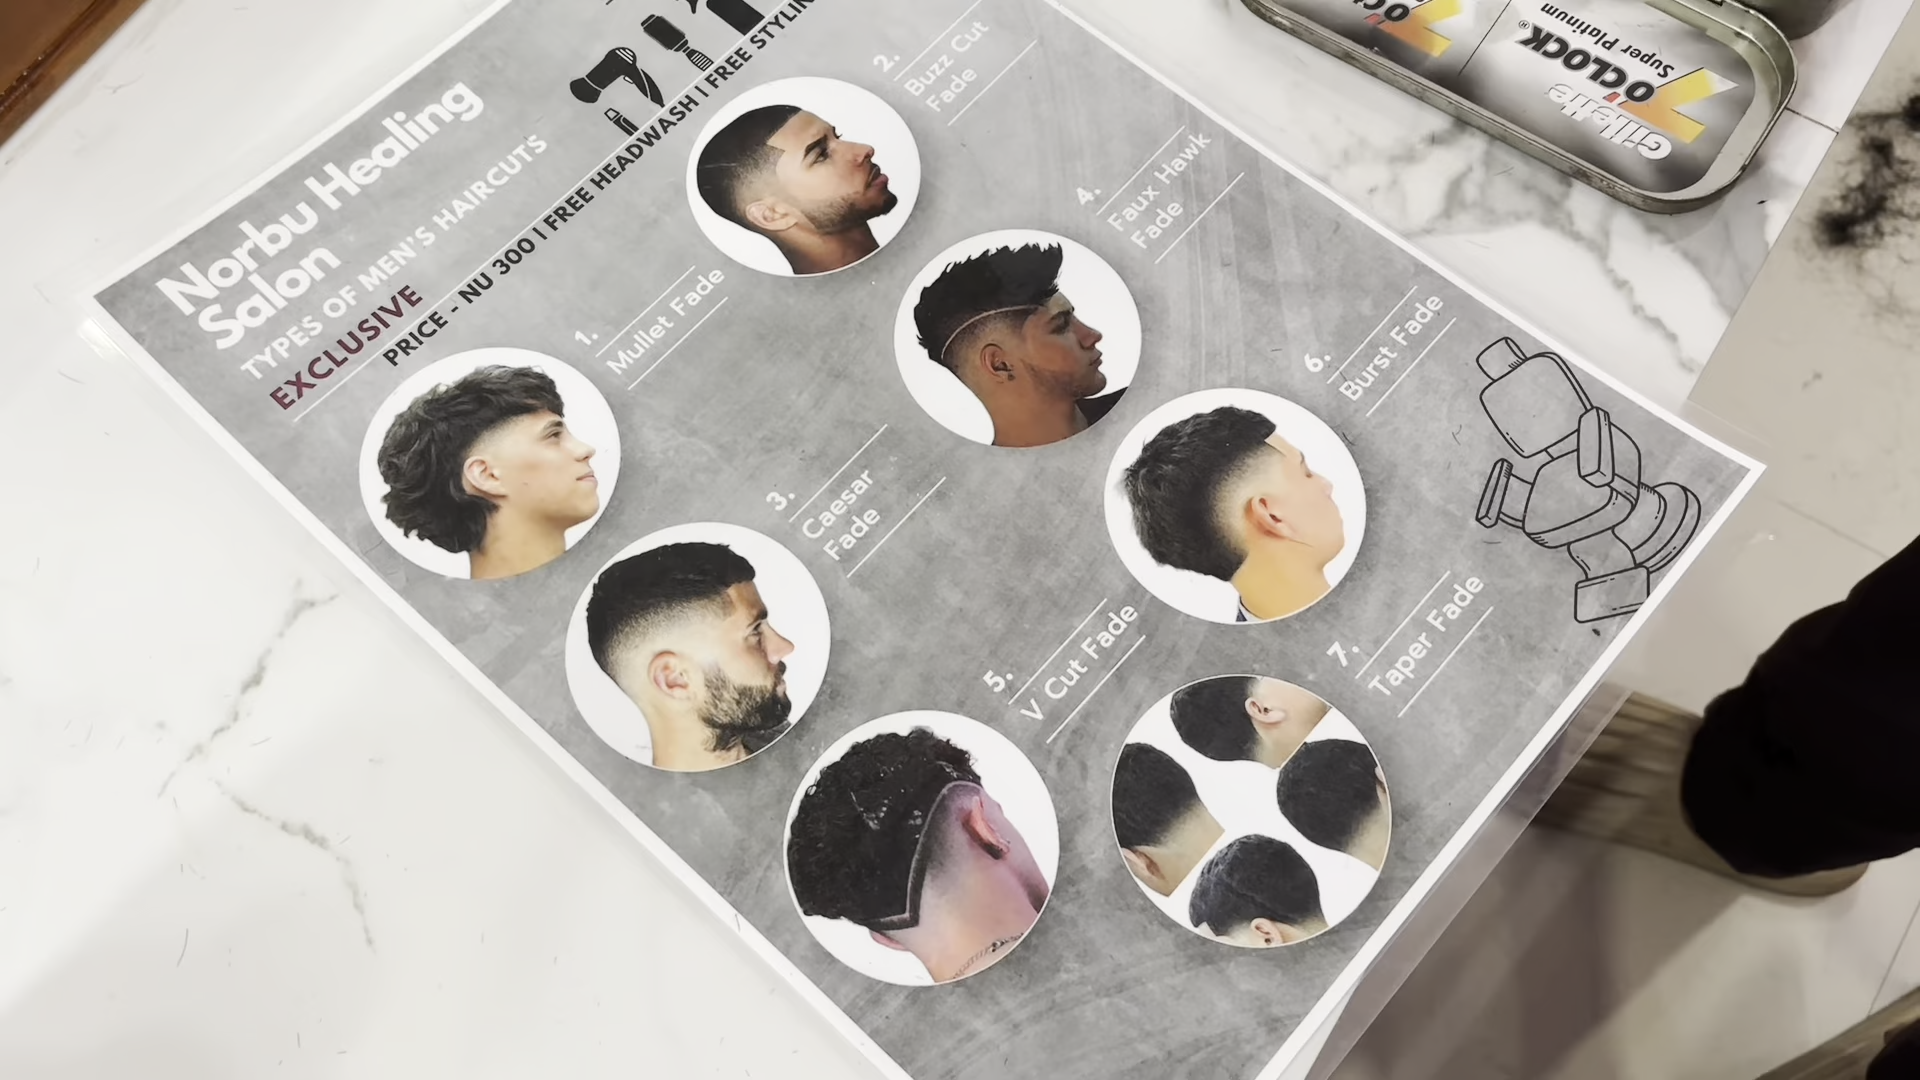 Norbu Healing
Salon
TYPES OF MEN'S HAIRCUTS
EXCLUSIVE
PRICE - NU 300 | FREE HEADWASH | FREE STYLIN
1.
Mullet Fade
2.
Buzz Cut
Fade
3.
Caesar
Fade
4.
Faux Hawk
Fade
5.
V Cut Fade
6.
Burst Fade
7.
Taper Fade
Gillette
7 O'CLOCK®
Super Platinum
7
O'CL